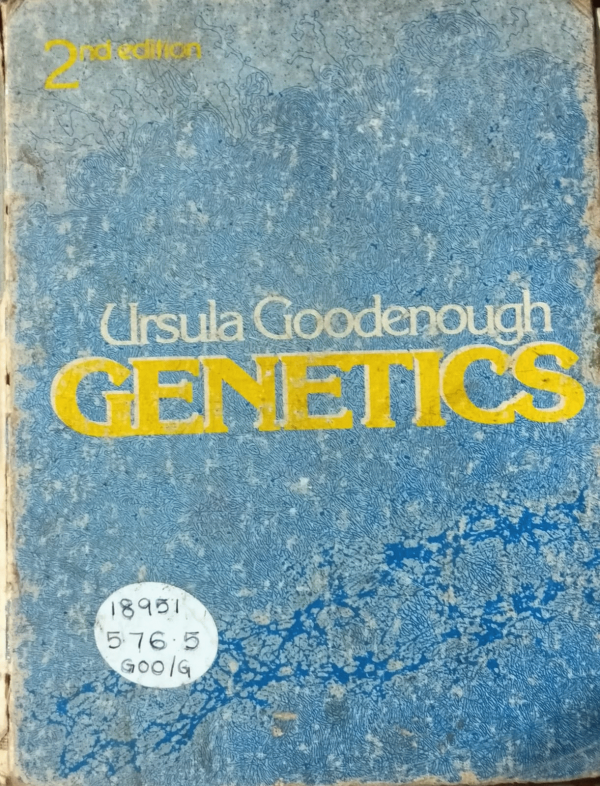 2nd edition
Ursula Goodenough
GENETICS
18951
576.5
GOO/G